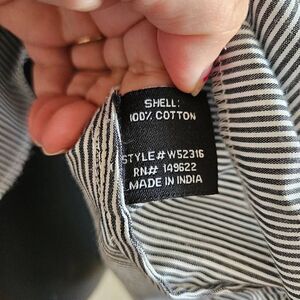 SHELL:
100% COTTON
STYLE# W52316
RN# 149622
MADE IN INDIA